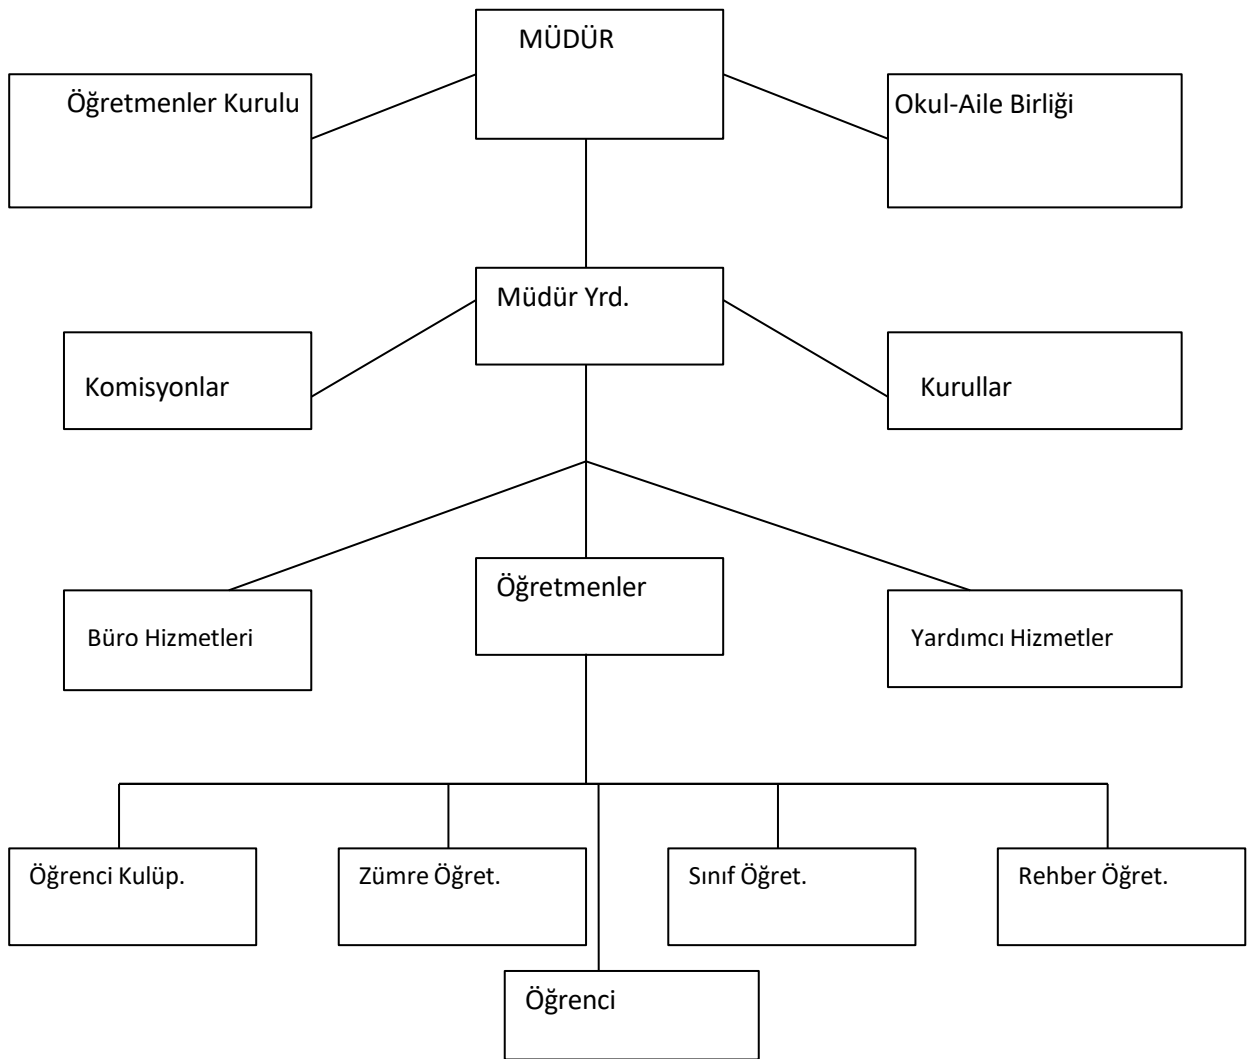 MÜDÜR
Öğretmenler Kurulu
Okul-Aile Birliği
Müdür Yrd.
Komisyonlar
Kurullar
Öğretmenler
Büro Hizmetleri
Yardımcı Hizmetler
Öğrenci Kulüp.
Zümre Öğret.
Sınıf Öğret.
Rehber Öğret.
Öğrenci